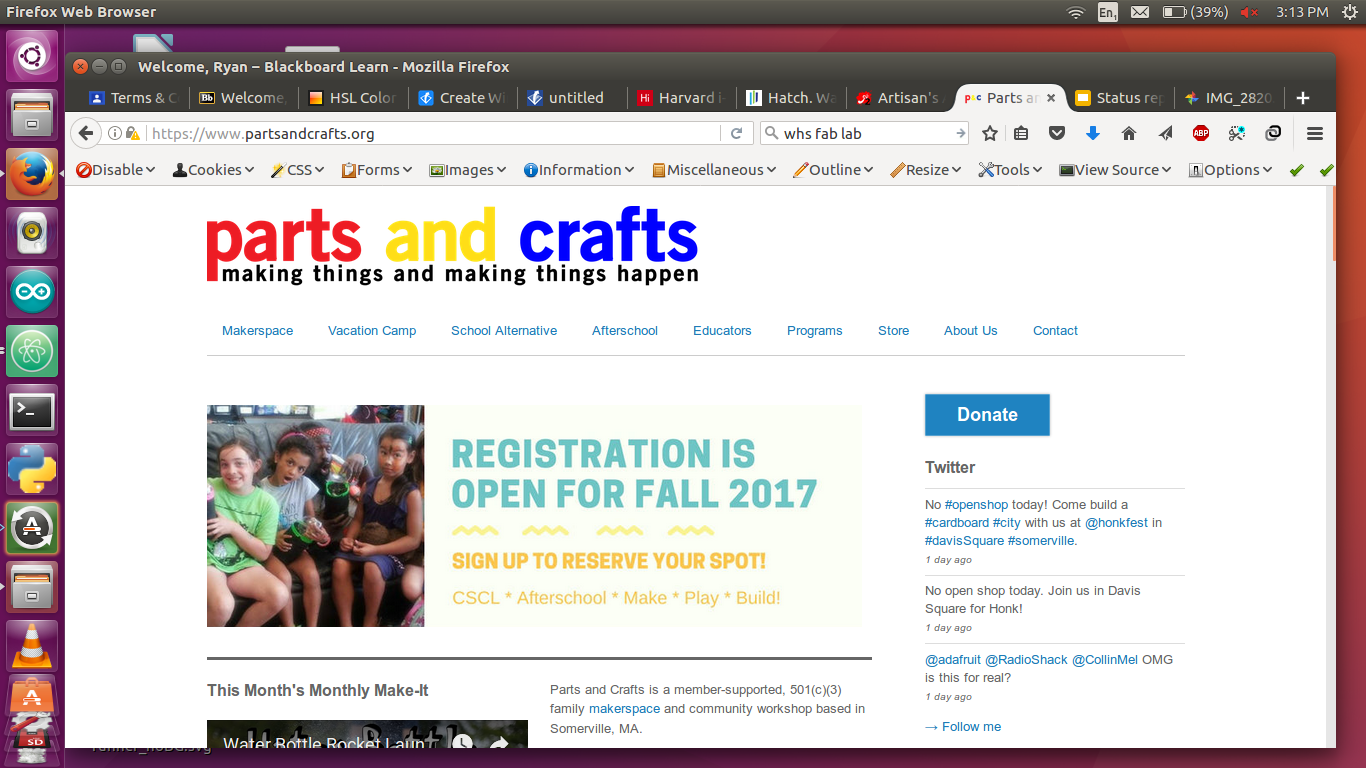 Firefox Web Browser
En1
(39%)
3:13 PM
Welcome, Ryan – Blackboard Learn - Mozilla Firefox
Terms & C
Bb Welcome,
HSL Color
Create Wi
untitled
Hi Harvard i-
Hatch. Wa
Artisan's A
Parts an
Status rep
IMG_2820
https://www.partsandcrafts.org
whs fab lab
ABP
Disable
Cookies
CSS
Forms
Images
Information
Miscellaneous
Outline
Resize
Tools
View Source
Options
parts and crafts
making things and making things happen
Makerspace
Vacation Camp
School Alternative
Afterschool
Educators
Programs
Store
About Us
Contact
REGISTRATION IS
OPEN FOR FALL 2017
SIGN UP TO RESERVE YOUR SPOT!
CSCL * Afterschool * Make * Play * Build!
Donate
Twitter
No #openshop today! Come build a
#cardboard #city with us at @honkfest in
#davisSquare #somerville.
1 day ago
No open shop today. Join us in Davis
Square for Honk!
1 day ago
@adafruit @RadioShack @CollinMel OMG
is this for real?
1 day ago
→ Follow me
This Month's Monthly Make-It
Water Bottle Rocket Laun
Parts and Crafts is a member-supported, 501(c)(3)
family makerspace and community workshop based in
Somerville, MA.
SD